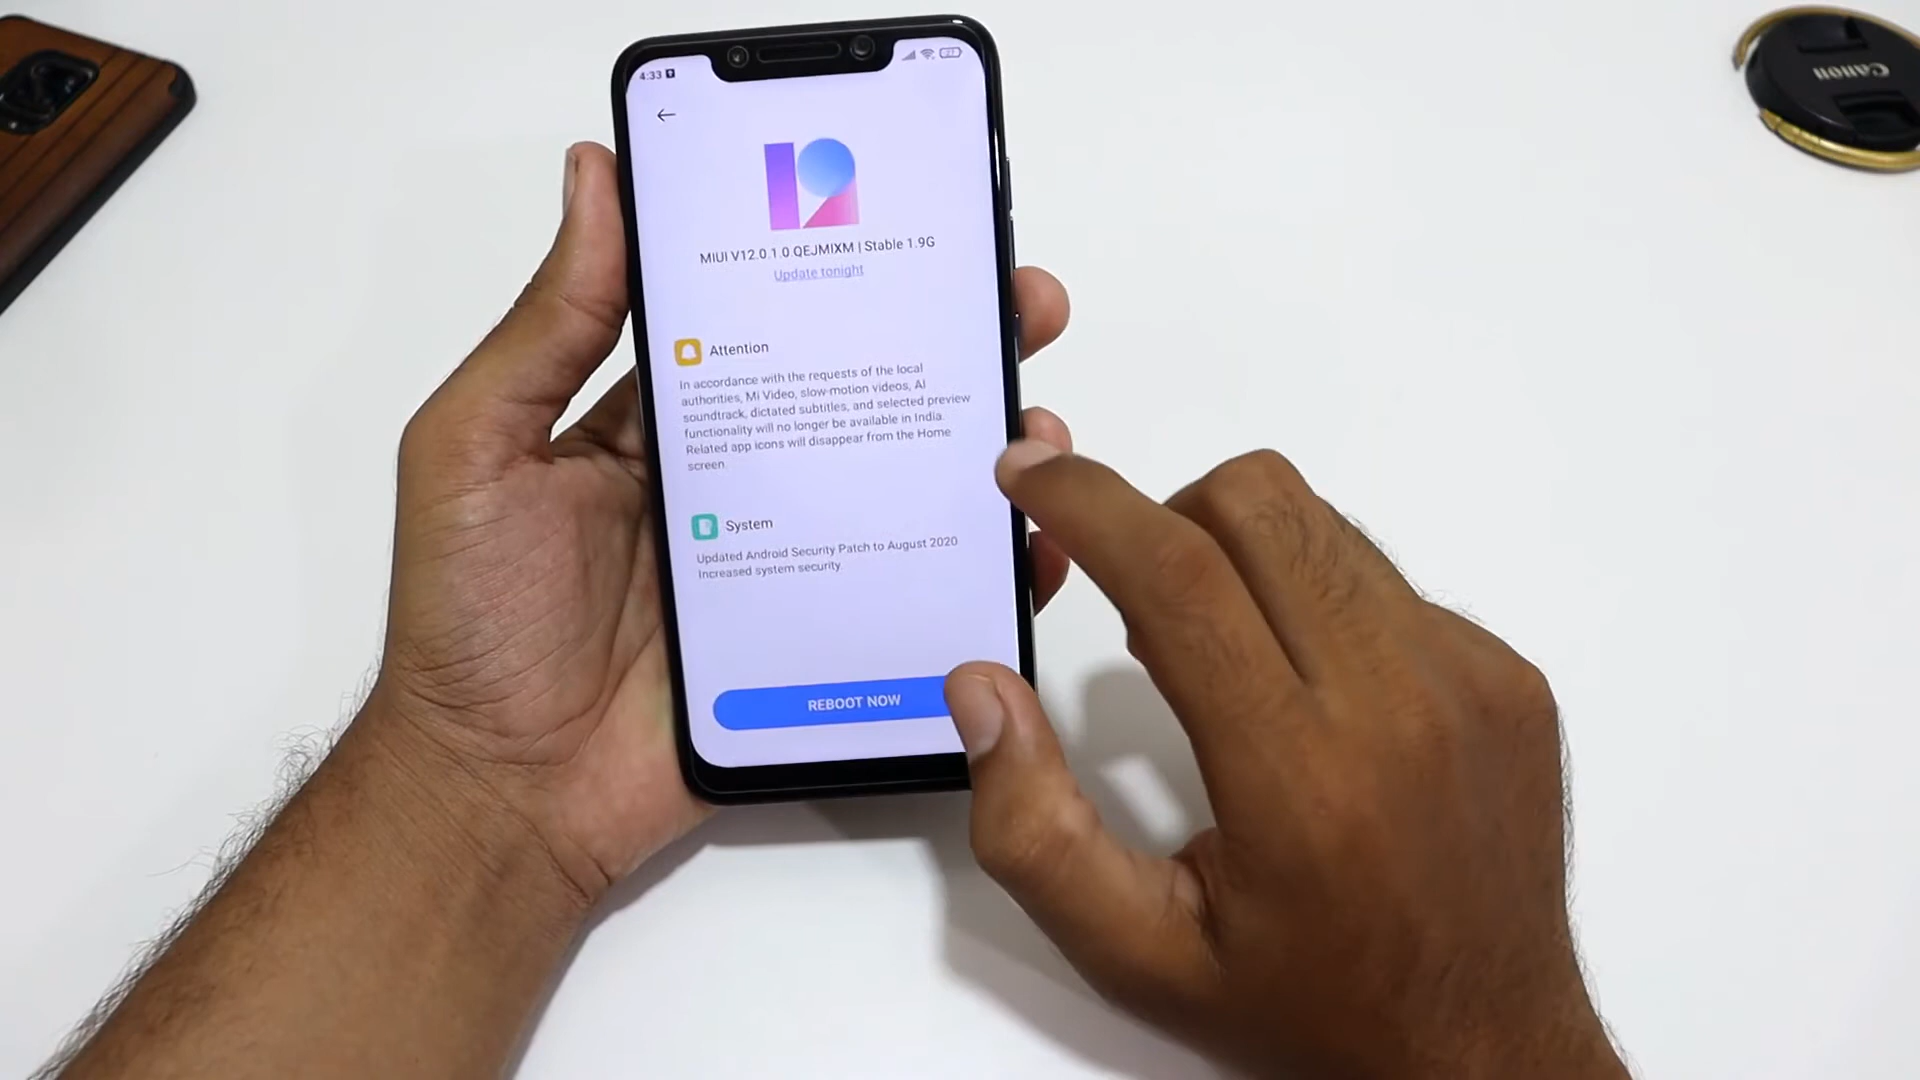 4:33
27
MIUI V12.0.1.0 QEJMIXM | Stable 1.9G
Update tonight
Attention
In accordance with the requests of the local
authorities, Mi Video, slow-motion videos, AI
soundtrack, dictated subtitles, and selected preview
functionality will no longer be available in India.
Related app icons will disappear from the Home
screen.
System
Updated Android Security Patch to August 2020
Increased system security.
REBOOT NOW
Canon